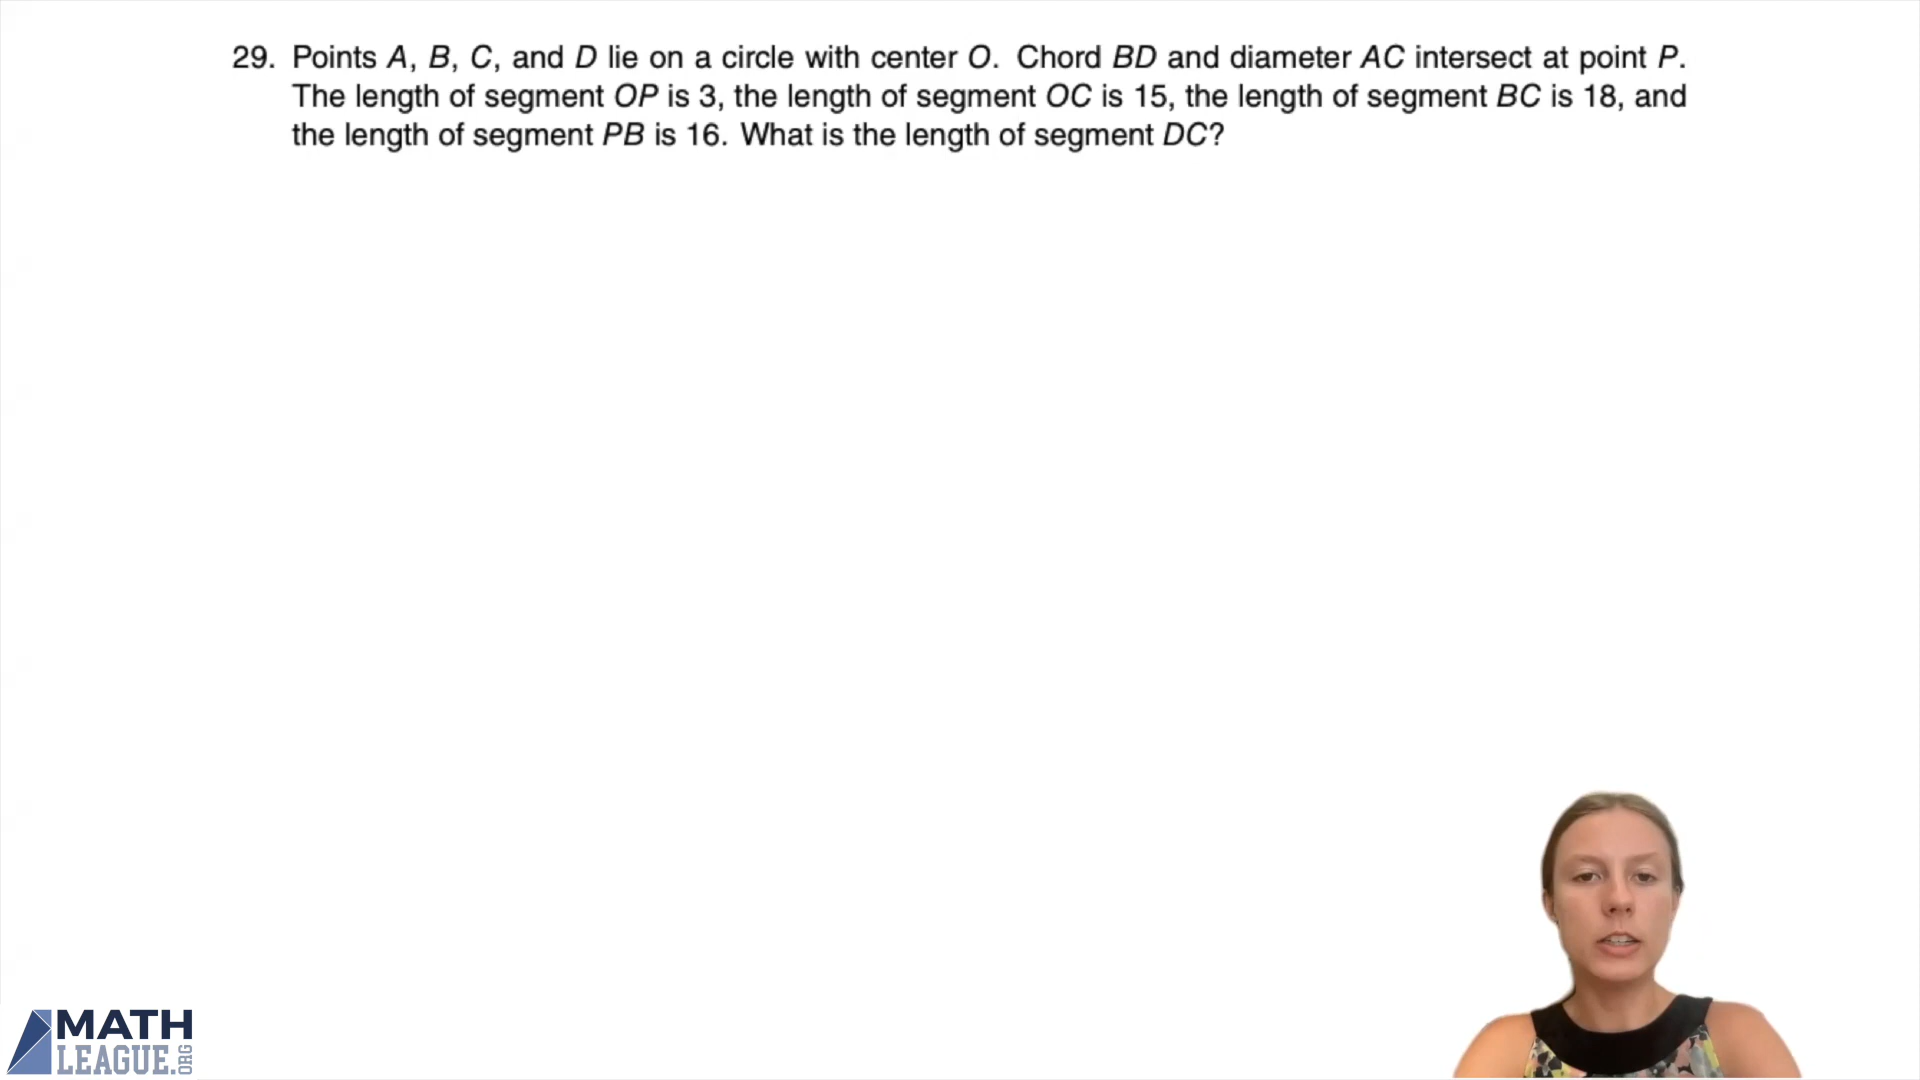 29. Points A, B, C, and D lie on a circle with center O. Chord BD and diameter AC intersect at point P.
The length of segment OP is 3, the length of segment OC is 15, the length of segment BC is 18, and
the length of segment PB is 16. What is the length of segment DC?
MATH
LEAGUE.ORG